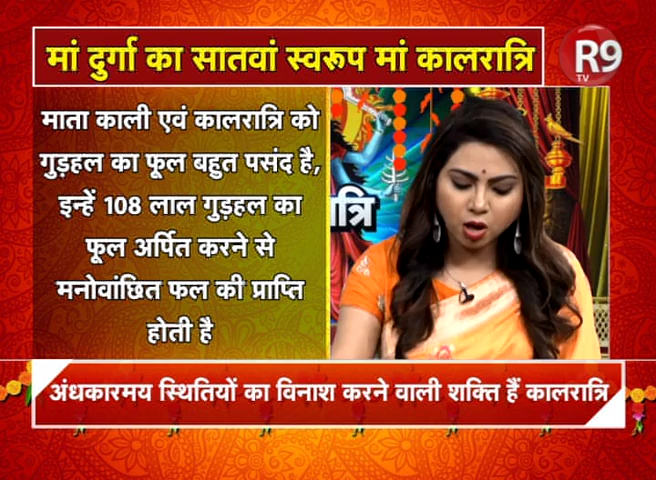 मां दुर्गा का सातवां स्वरूप मां कालरात्रि
R9
TV
माता काली एवं कालरात्रि को
गुड़हल का फूल बहुत पसंद है,
इन्हें 108 लाल गुड़हल का
फूल अर्पित करने से
मनोवांछित फल की प्राप्ति
होती है
त्रि
अंधकारमय स्थितियों का विनाश करने वाली शक्ति हैं कालरात्रि